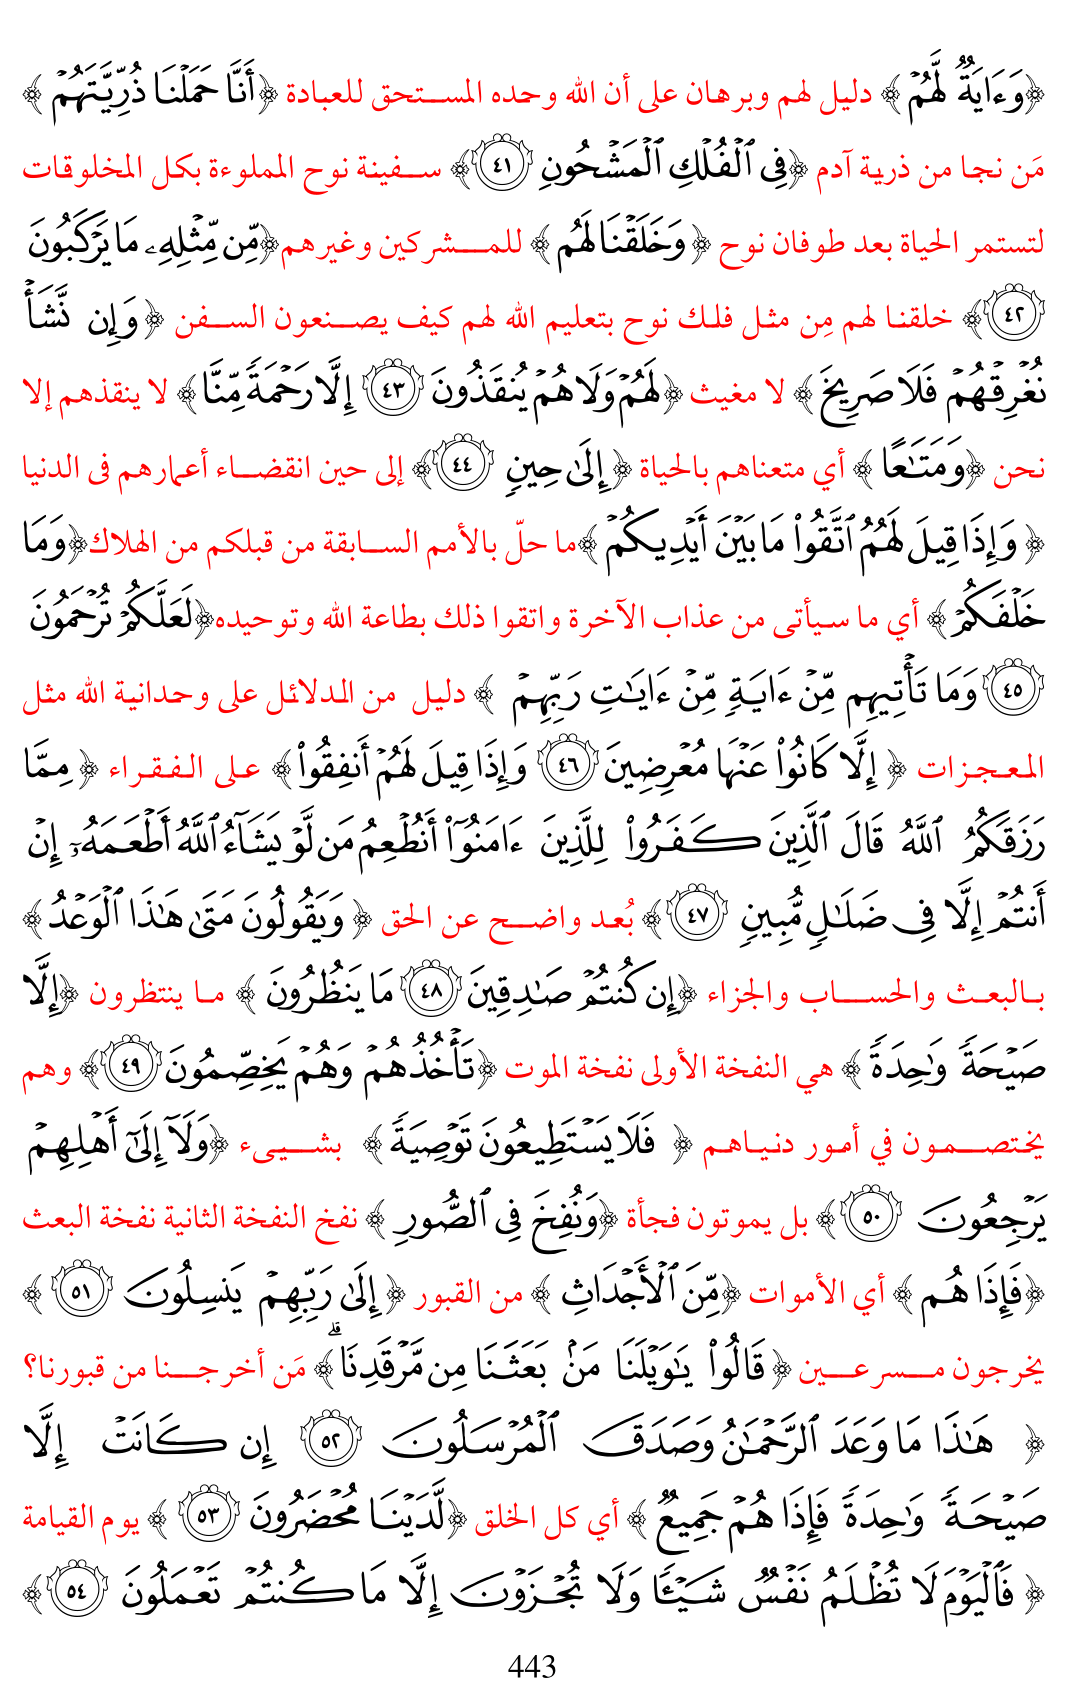 ﴿وَءَايَةٌ لَّهُمْ﴾ دليل لهم وبرهان على أن الله وحده المستحق للعبادة ﴿أَنَّا حَمَلْنَا ذُرِّيَّتَهُمْ ﴾
مَن نجا من ذرية آدم ﴿فِى ٱلْفُلْكِ ٱلْمَشْحُونِ ٤١﴾ سفينة نوح المملوءة بكل المخلوقات
لتستمر الحياة بعد طوفان نوح ﴿ وَخَلَقْنَا لَهُم ﴾ للمشركين وغيرهم﴿مِّن مِّثْلِهِۦ مَا يَرْكَبُونَ
٤٢﴾ خلقنا لهم مِن مثل فلك نوح بتعليم الله لهم كيف يصنعون السفن ﴿ وَإِن نَّشَأْ
نُغْرِقْهُمْ فَلَا صَرِيخَ ﴾ لا مغيث ﴿لَهُمْ وَلَا هُمْ يُنقَذُونَ ٤٣ إِلَّا رَحْمَةً مِّنَّا﴾ لا ينقذهم إلا
نحن ﴿وَمَتَـٰعًا ﴾ أي متعناهم بالحياة ﴿ إِلَىٰ حِينٍ ٤٤﴾ إلى حين انقضاء أعمارهم فى الدنيا
﴿ وَإِذَا قِيلَ لَهُمُ ٱتَّقُوا۟ مَا بَيْنَ أَيْدِيكُمْ ﴾ما حلّ بالأمم السابقة من قبلكم من الهلاك﴿وَمَا
خَلْفَكُمْ ﴾ أي ما سيأتى من عذاب الآخرة واتقوا ذلك بطاعة الله وتوحيده﴿لَعَلَّكُمْ تُرْحَمُونَ
٤٥ وَمَا تَأْتِيهِم مِّنْ ءَايَةٍ مِّنْ ءَايَـٰتِ رَبِّهِمْ ﴾ دليل من الدلائل على وحدانية الله مثل
المعجزات ﴿ إِلَّا كَانُوا۟ عَنْهَا مُعْرِضِينَ ٤٦ وَإِذَا قِيلَ لَهُمْ أَنفِقُوا۟ ﴾ على الفقراء ﴿ مِمَّا
رَزَقَكُمُ ٱللَّهُ قَالَ ٱلَّذِينَ كَفَرُوا۟ لِلَّذِينَ ءَامَنُوٓا۟ أَنُطْعِمُ مَن لَّوْ يَشَآءُ ٱللَّهُ أَطْعَمَهُۥٓ إِنْ
أَنتُمْ إِلَّا فِى ضَلَـٰلٍ مُّبِينٍ ٤٧﴾ بُعد واضح عن الحق ﴿ وَيَقُولُونَ مَتَىٰ هَـٰذَا ٱلْوَعْدُ ﴾
بالبعث والحساب والجزاء ﴿إِن كُنتُمْ صَـٰدِقِينَ ٤٨ مَا يَنظُرُونَ ﴾ ما ينتظرون ﴿إِلَّا
صَيْحَةً وَٰحِدَةً ﴾ هي النفخة الأولى نفخة الموت ﴿تَأْخُذُهُمْ وَهُمْ يَخِصِّمُونَ ٤٩﴾ وهم
يختصمون في أمور دنياهم ﴿ فَلَا يَسْتَطِيعُونَ تَوْصِيَةً ﴾ بشيىء ﴿وَلَآ إِلَىٰٓ أَهْلِهِمْ
يَرْجِعُونَ ٥٠﴾ بل يموتون فجأة ﴿وَنُفِخَ فِى ٱلصُّورِ ﴾ نفخ النفخة الثانية نفخة البعث
﴿فَإِذَا هُم ﴾ أي الأموات ﴿مِّنَ ٱلْأَجْدَاثِ ﴾ من القبور ﴿ إِلَىٰ رَبِّهِمْ يَنسِلُونَ ٥١ ﴾
يخرجون مسرعين ﴿ قَالُوا۟ يَـٰوَيْلَنَا مَنۢ بَعَثَنَا مِن مَّرْقَدِنَا ۗ﴾ مَن أخرجنا من قبورنا؟
﴿ هَـٰذَا مَا وَعَدَ ٱلرَّحْمَـٰنُ وَصَدَقَ ٱلْمُرْسَلُونَ ٥٢ إِن كَانَتْ إِلَّا
صَيْحَةً وَٰحِدَةً فَإِذَا هُمْ جَمِيعٌ ﴾ أي كل الخلق ﴿لَّدَيْنَا مُحْضَرُونَ ٥٣ ﴾ يوم القيامة
﴿ فَٱلْيَوْمَ لَا تُظْلَمُ نَفْسٌ شَيْـًٔا وَلَا تُجْزَوْنَ إِلَّا مَا كُنتُمْ تَعْمَلُونَ ٥٤﴾
443